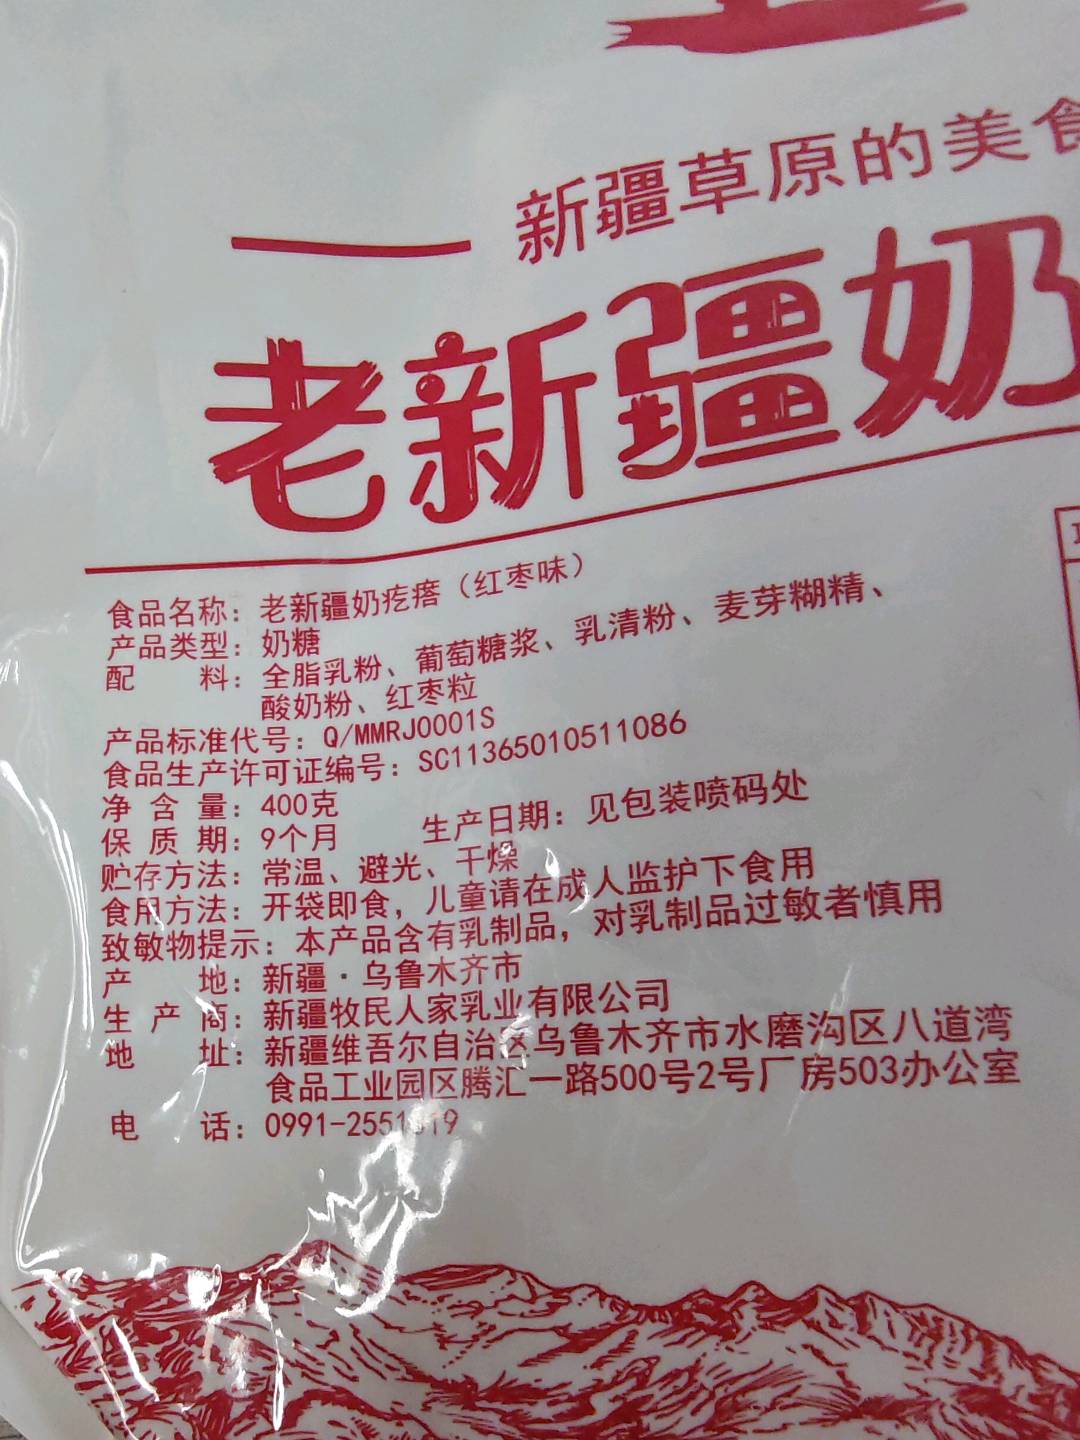 新疆草原的美食
老新疆奶
食品名称：老新疆奶疙瘩（红枣味）
产品类型：奶糖
配 料：全脂乳粉、葡萄糖浆、乳清粉、麦芽糊精、
酸奶粉、红枣粒
产品标准代号：Q/MMRJ0001S
食品生产许可证编号：SC11365010511086
净含量：400克
保质期：9个月 生产日期：见包装喷码处
贮存方法：常温、避光、干燥
食用方法：开袋即食，儿童请在成人监护下食用
致敏物提示：本产品含有乳制品，对乳制品过敏者慎用
产 地：新疆·乌鲁木齐市
生产商：新疆牧民人家乳业有限公司
地 址：新疆维吾尔自治区乌鲁木齐市水磨沟区八道湾
食品工业园区腾汇一路500号2号厂房503办公室
电 话：